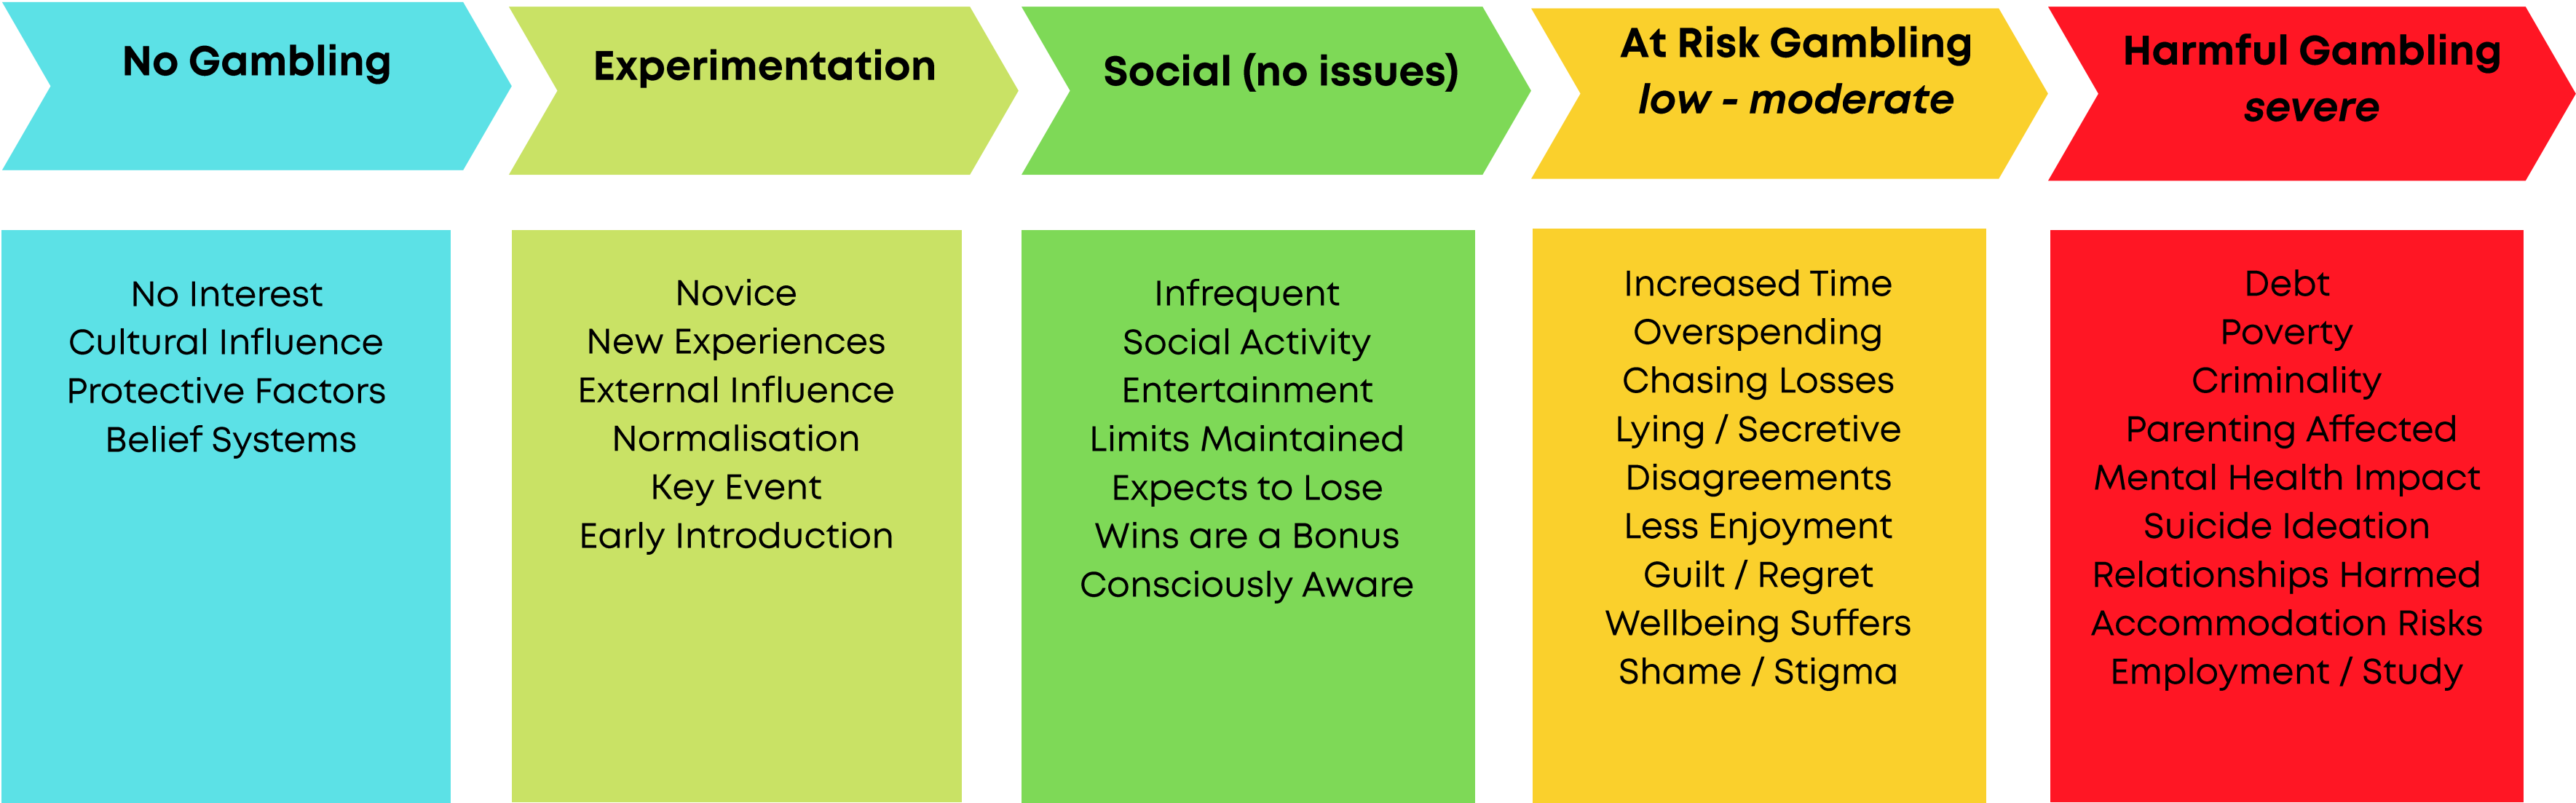 No Gambling
Experimentation
Social (no issues)
At Risk Gambling
low - moderate
Harmful Gambling
severe
No Interest
Cultural Influence
Protective Factors
Belief Systems
Novice
New Experiences
External Influence
Normalisation
Key Event
Early Introduction
Infrequent
Social Activity
Entertainment
Limits Maintained
Expects to Lose
Wins are a Bonus
Consciously Aware
Increased Time
Overspending
Chasing Losses
Lying / Secretive
Disagreements
Less Enjoyment
Guilt / Regret
Wellbeing Suffers
Shame / Stigma
Debt
Poverty
Criminality
Parenting Affected
Mental Health Impact
Suicide Ideation
Relationships Harmed
Accommodation Risks
Employment / Study